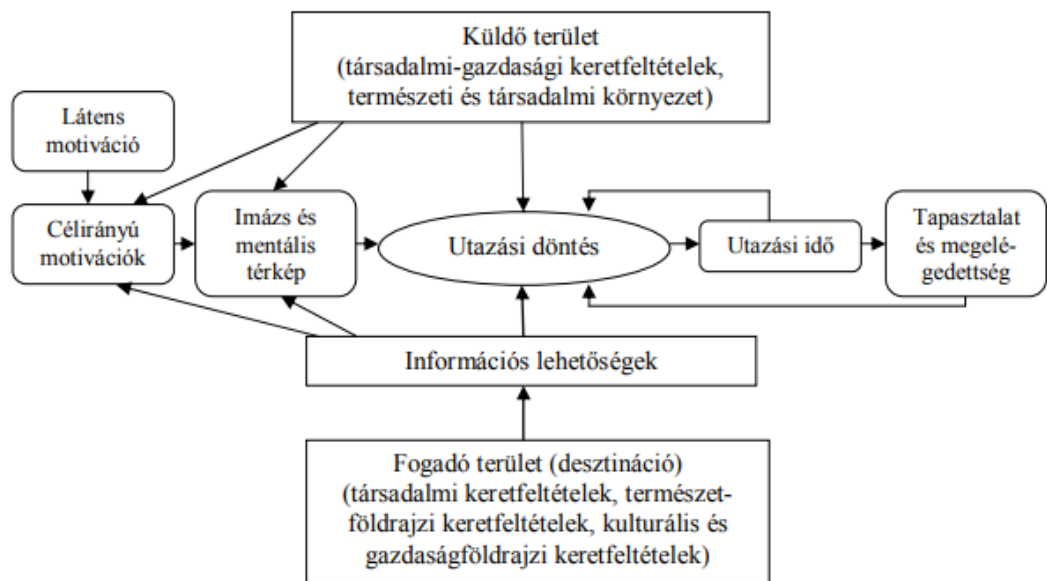 Küldő terület
(társadalmi-gazdasági keretfeltételek,
természeti és társadalmi környezet)
Látens
motiváció
Célirányú
motivációk
Imázs és
mentális
térkép
Utazási döntés
Utazási idő
Tapasztalat
és megelé-
gedettség
Információs lehetőségek
Fogadó terület (desztináció)
(társadalmi keretfeltételek, természet-
földrajzi keretfeltételek, kulturális és
gazdaságföldrajzi keretfeltételek)